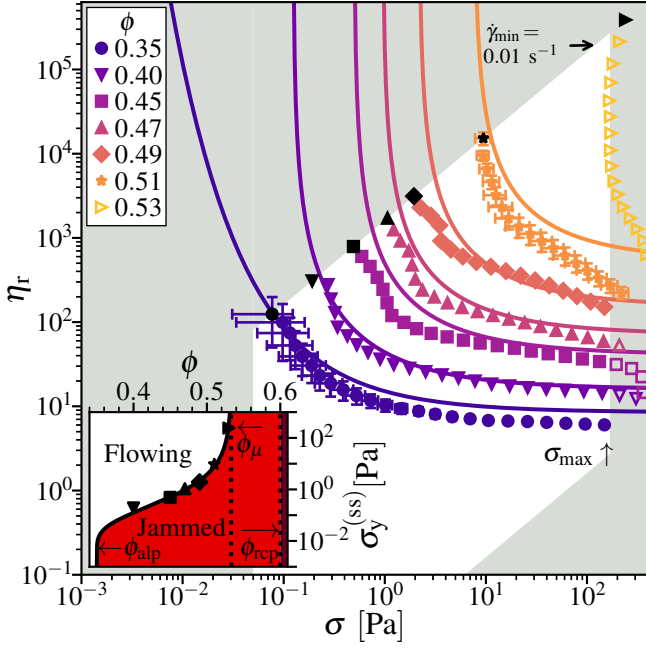 ϕ
0.35
0.40
0.45
0.47
0.49
0.51
0.53
γ̇min =
0.01 s⁻¹
10⁵
10⁴
10³
10²
10¹
10⁰
10⁻¹
ηr
10⁻³
10⁻²
10⁻¹
10⁰
10¹
10²
σ [Pa]
σmax ↑
ϕ
0.4
0.5
0.6
Flowing
Jammed
←ϕμ
←ϕalp
ϕrcp
10²
10⁰
10⁻²
σy(ss) [Pa]